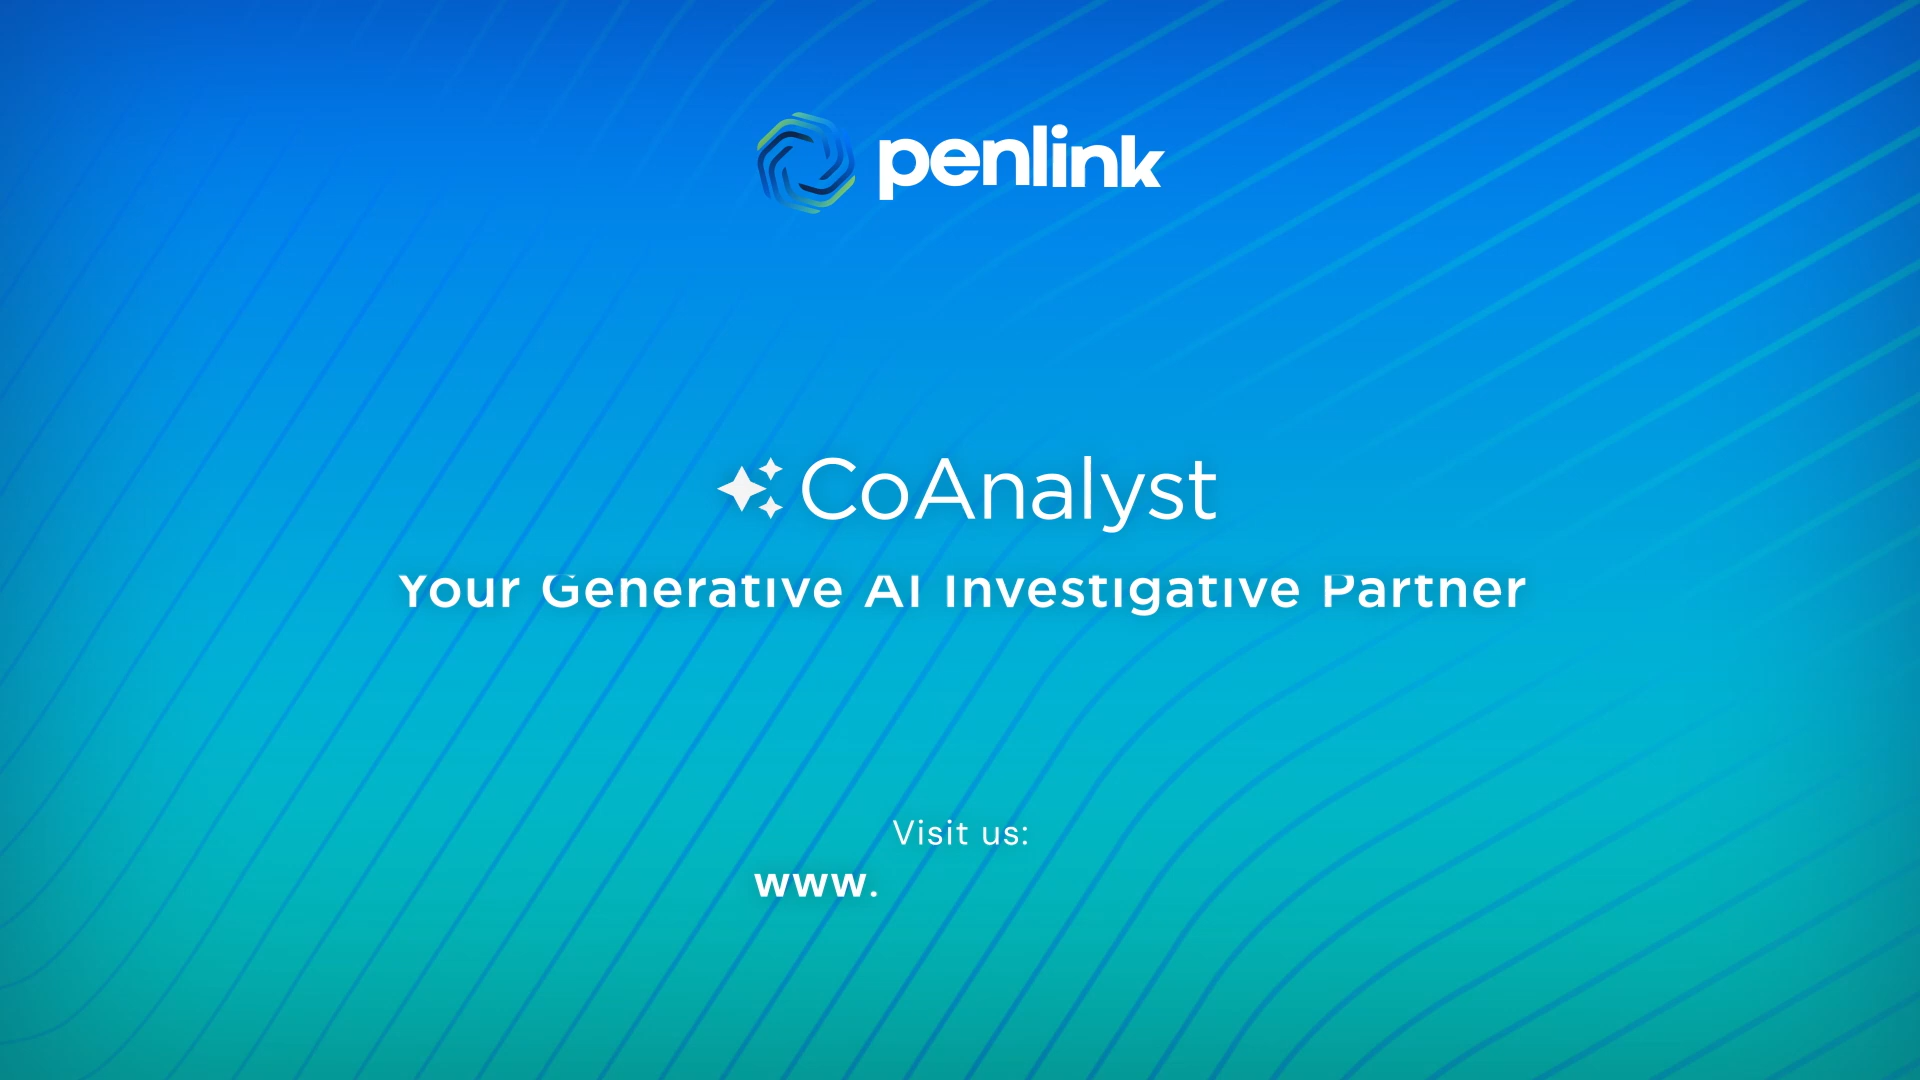 penlink
CoAnalyst
Your Generative AI Investigative Partner
Visit us:
www.